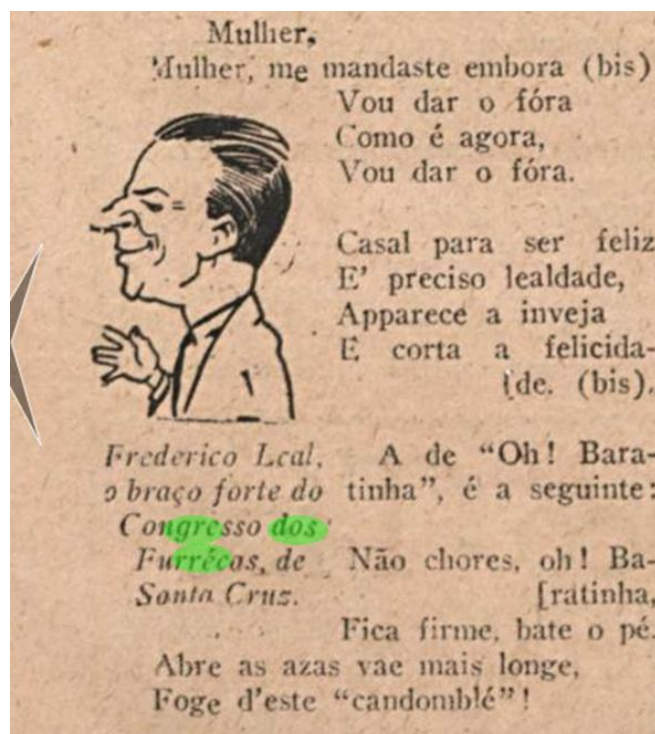 Mulher,
Mulher, me mandaste embora (bis)
Vou dar o fóra
Como é agora,
Vou dar o fóra.
Casal para ser feliz
E' preciso lealdade,
Apparece a inveja
E corta a felicida-
[de. (bis).
Frederico Leal,
o braço forte do
Congresso dos
Furrécas, de
Santa Cruz.
A de “Oh! Bara-
tinha”, é a seguinte:
Não chores, oh! Ba-
[ratinha,
Fica firme, bate o pé.
Abre as azas vae mais longe,
Foge d'este “candomblé”!